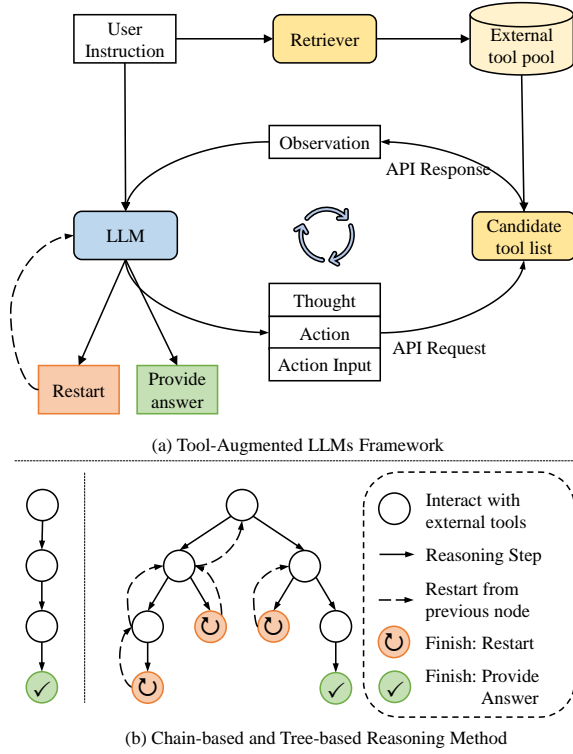 User
Instruction
Retriever
External
tool pool
Observation
API Response
LLM
Candidate
tool list
Thought
Action
Action Input
API Request
Restart
Provide
answer
(a) Tool-Augmented LLMs Framework
Interact with
external tools
Reasoning Step
Restart from
previous node
Finish: Restart
Finish: Provide
Answer
(b) Chain-based and Tree-based Reasoning Method